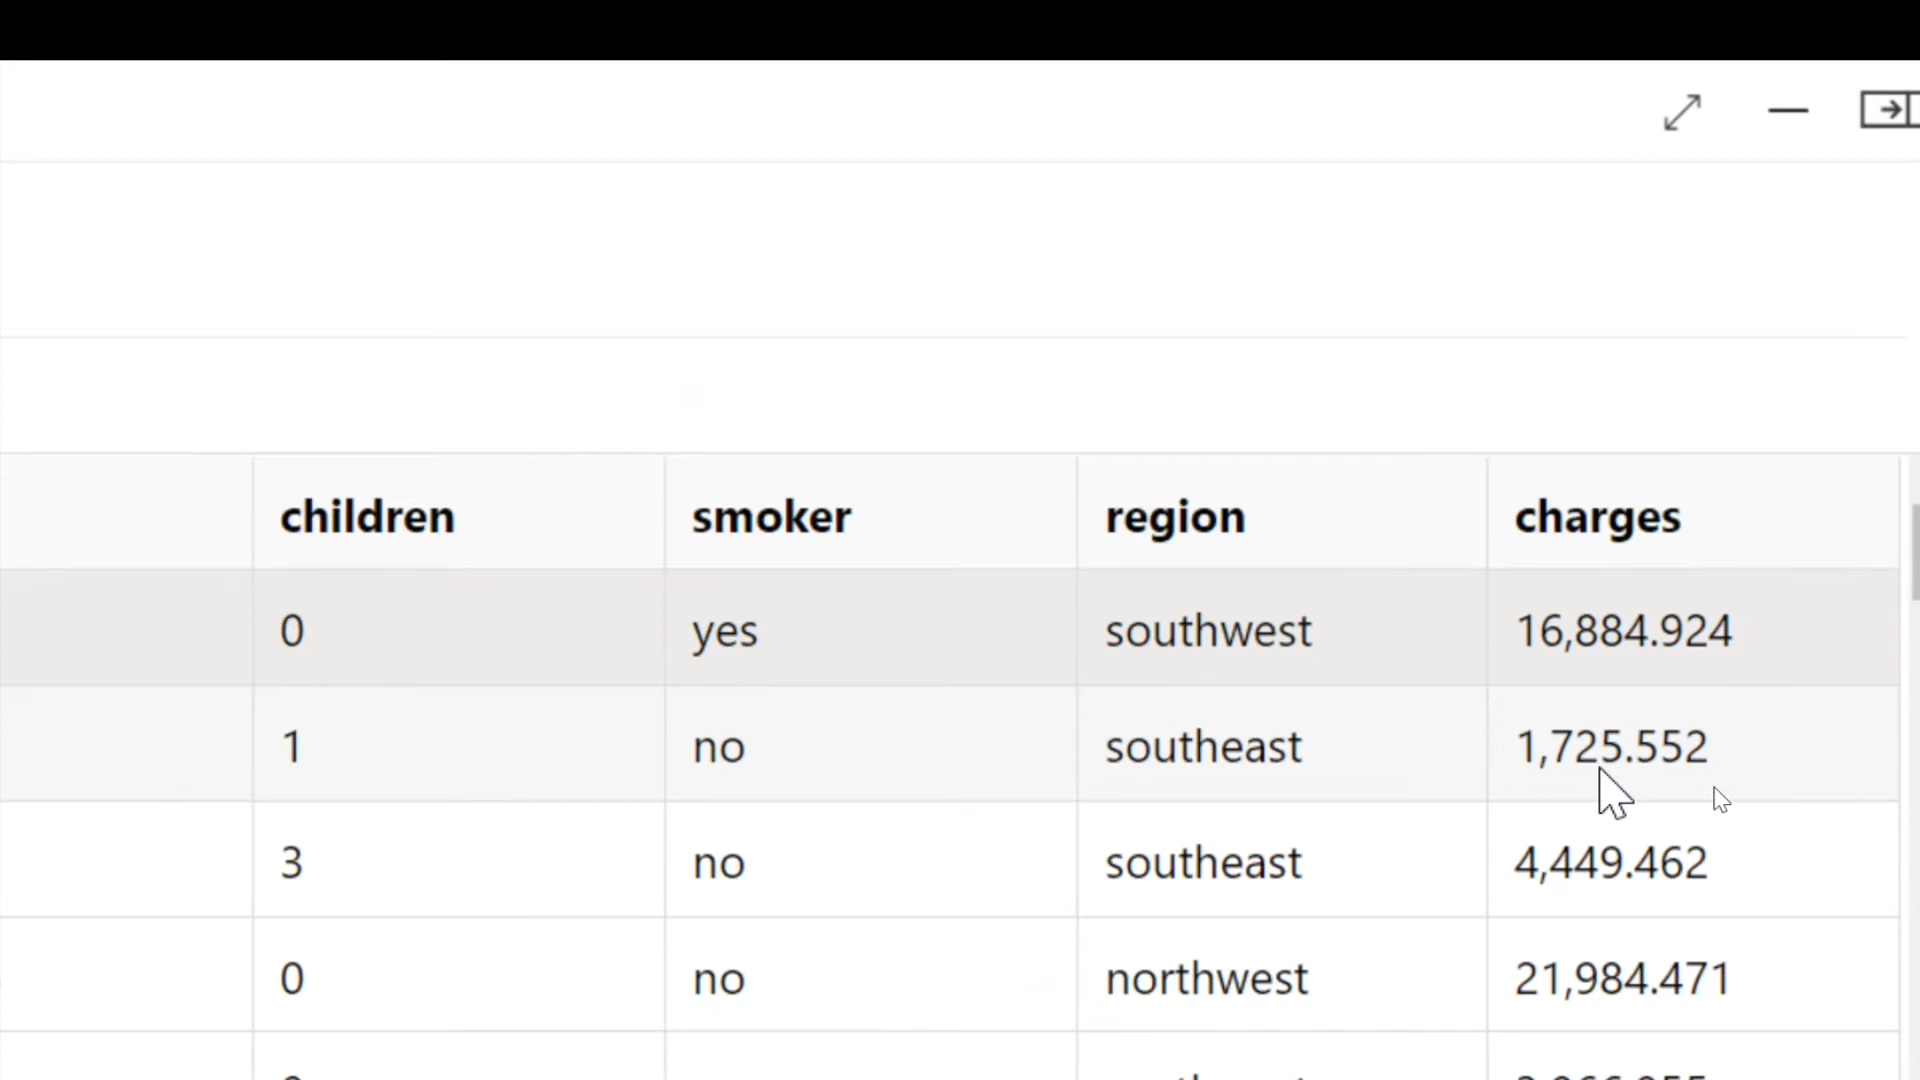 children smoker region charges
0 yes southwest 16,884.924
1 no southeast 1,725.552
3 no southeast 4,449.462
0 no northwest 21,984.471